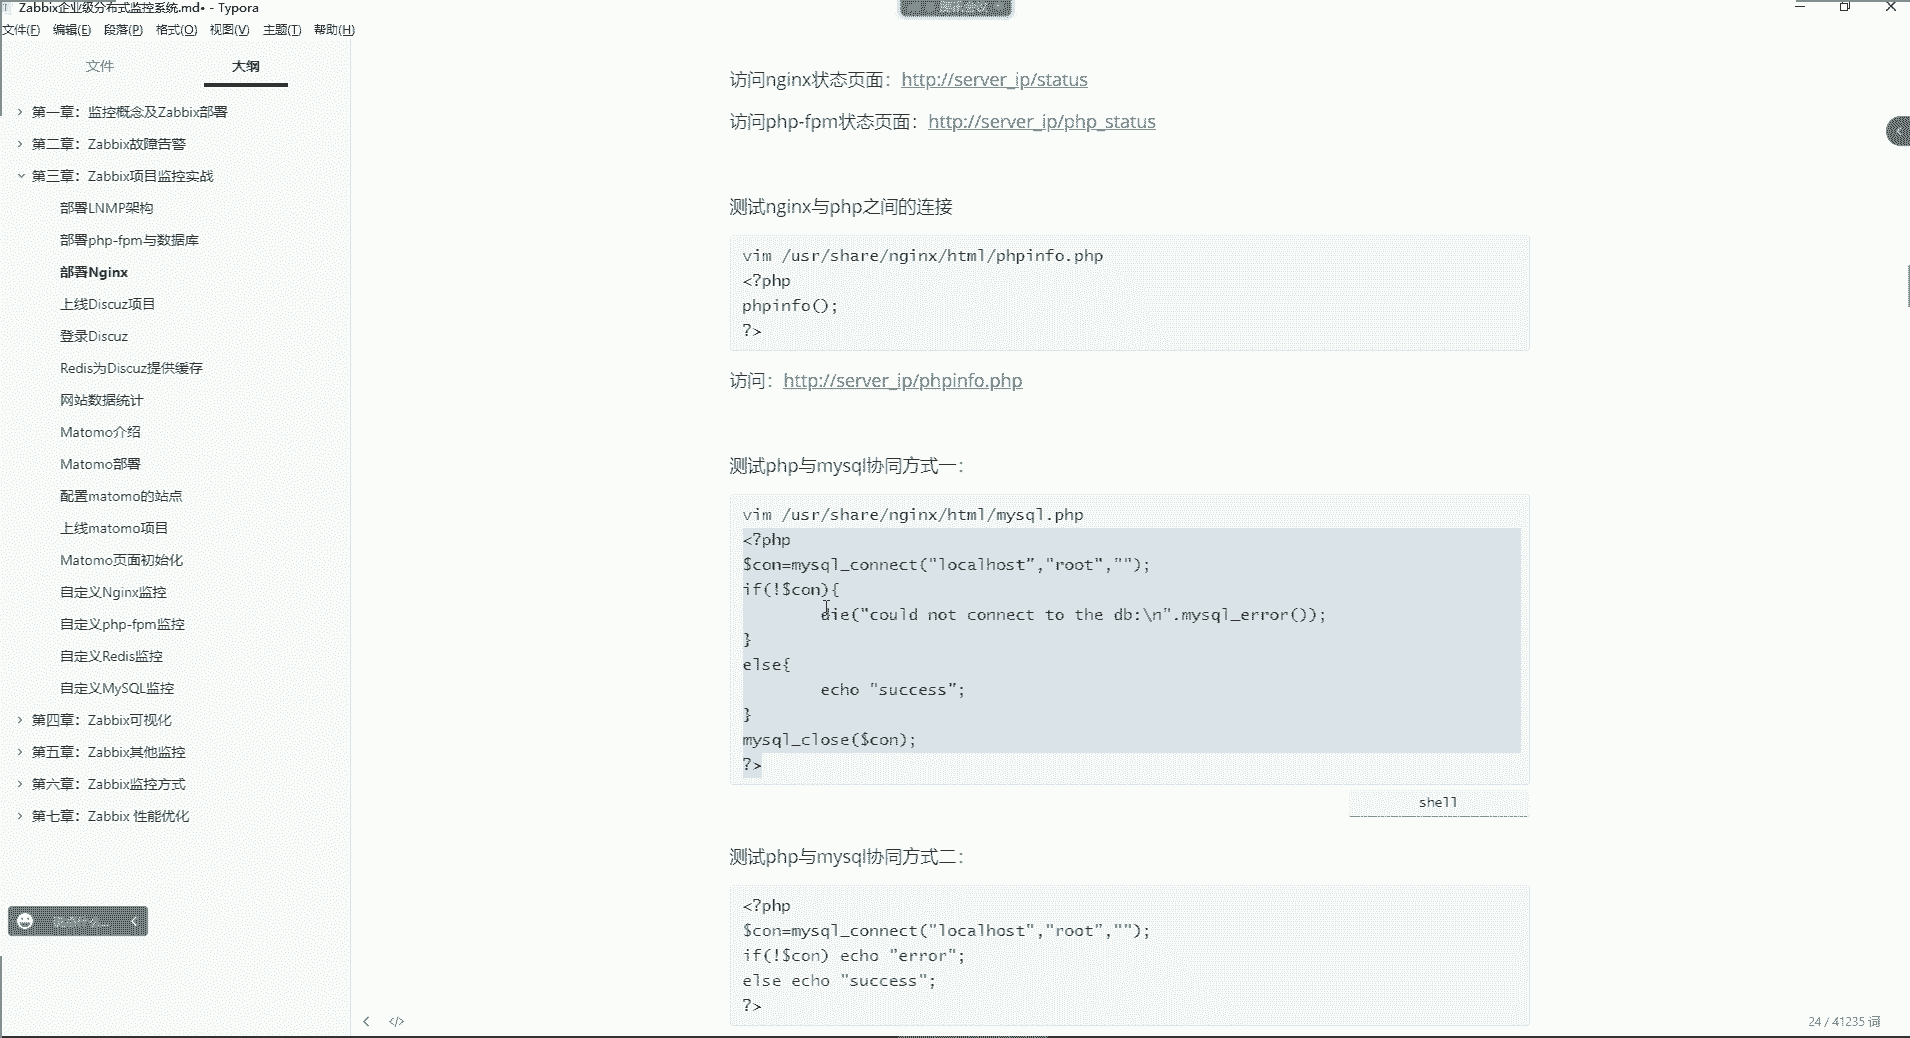 Zabbix企业级分布式监控系统.md• - Typora
文件(F) 编辑(E) 段落(P) 格式(O) 视图(V) 主题(T) 帮助(H)
文件 大纲
第一章：监控概念及Zabbix部署
第二章：Zabbix故障告警
第三章：Zabbix项目监控实战
部署LNMP架构
部署php-fpm与数据库
部署Nginx
上线Discuz项目
登录Discuz
Redis为Discuz提供缓存
网站数据统计
Matomo介绍
Matomo部署
配置matomo的站点
上线matomo项目
Matomo页面初始化
自定义Nginx监控
自定义php-fpm监控
自定义Redis监控
自定义MySQL监控
第四章：Zabbix可视化
第五章：Zabbix其他监控
第六章：Zabbix监控方式
第七章：Zabbix 性能优化
访问nginx状态页面：http://server_ip/status
访问php-fpm状态页面：http://server_ip/php_status
测试nginx与php之间的连接
vim /usr/share/nginx/html/phpinfo.php
<?php
phpinfo();
?>
访问：http://server_ip/phpinfo.php
测试php与mysql协同方式一：
vim /usr/share/nginx/html/mysql.php
<?php
$con=mysql_connect("localhost","root","");
if(!$con){
die("could not connect to the db:\n".mysql_error());
}
else{
echo "success";
}
mysql_close($con);
?>
shell
测试php与mysql协同方式二：
<?php
$con=mysql_connect("localhost","root","");
if(!$con) echo "error";
else echo "success";
?>
24 / 41235 词